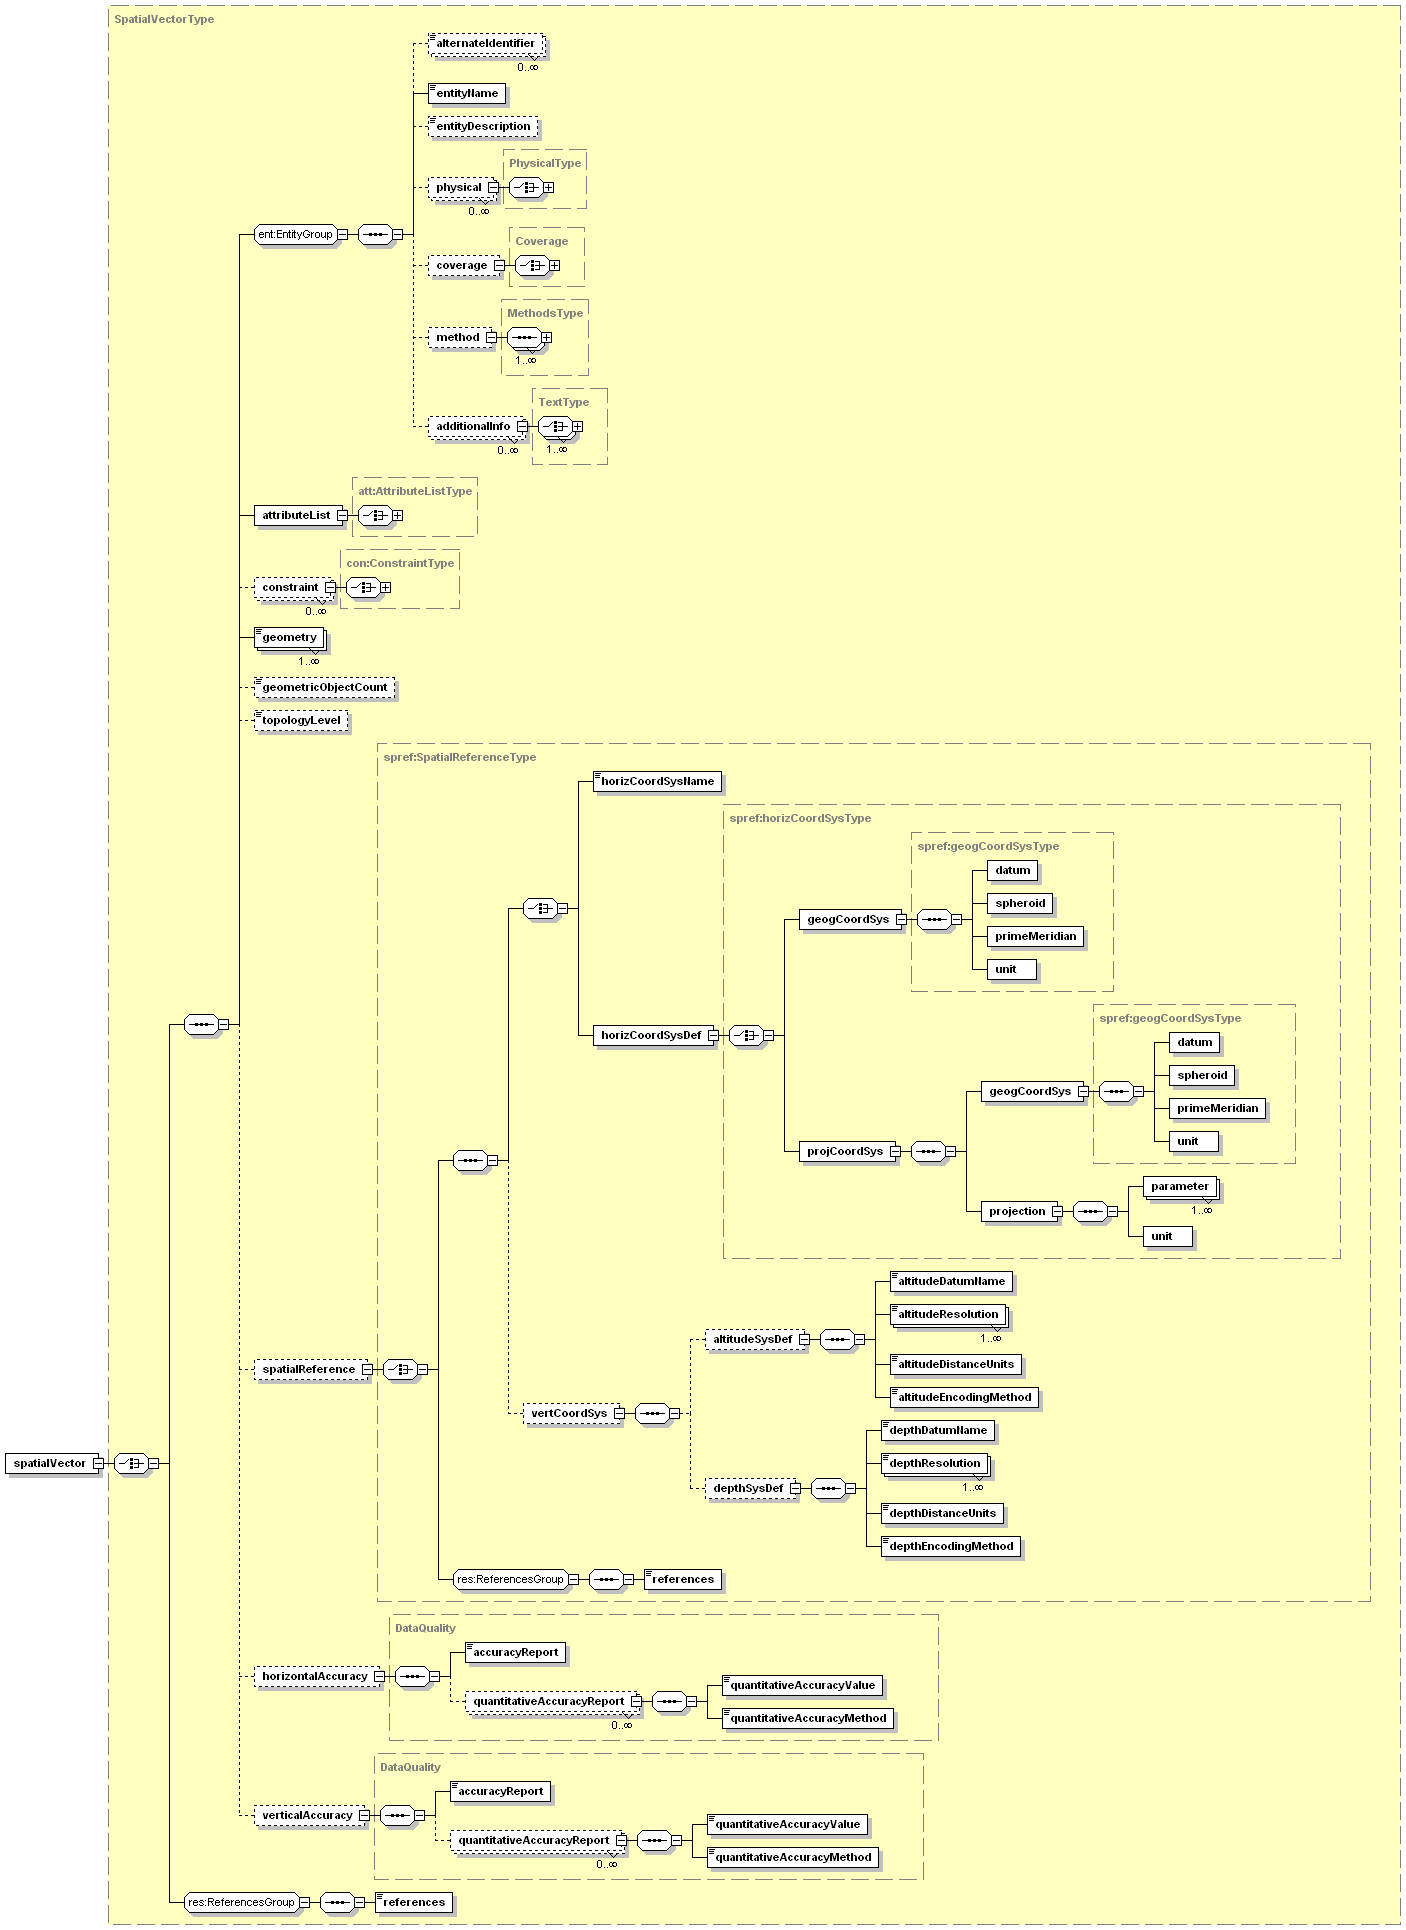 SpatialVectorType
alternateIdentifier
0..∞
entityName
entityDescription
PhysicalType
physical
0..∞
ent:EntityGroup
Coverage
coverage
MethodsType
method
1..∞
TextType
additionalInfo
0..∞
1..∞
att:AttributeListType
attributeList
con:ConstraintType
constraint
0..∞
geometry
1..∞
geometricObjectCount
topologyLevel
spref:SpatialReferenceType
horizCoordSysName
spref:horizCoordSysType
spref:geogCoordSysType
datum
spheroid
geogCoordSys
primeMeridian
unit
spref:geogCoordSysType
horizCoordSysDef
datum
spheroid
geogCoordSys
primeMeridian
unit
projCoordSys
parameter
1..∞
projection
unit
altitudeDatumName
altitudeResolution
1..∞
altitudeSysDef
altitudeDistanceUnits
spatialReference
altitudeEncodingMethod
vertCoordSys
depthDatumName
spatialVector
depthResolution
1..∞
depthSysDef
depthDistanceUnits
depthEncodingMethod
res:ReferencesGroup
references
DataQuality
accuracyReport
horizontalAccuracy
quantitativeAccuracyValue
quantitativeAccuracyReport
0..∞
quantitativeAccuracyMethod
DataQuality
accuracyReport
verticalAccuracy
quantitativeAccuracyValue
quantitativeAccuracyReport
0..∞
quantitativeAccuracyMethod
res:ReferencesGroup
references